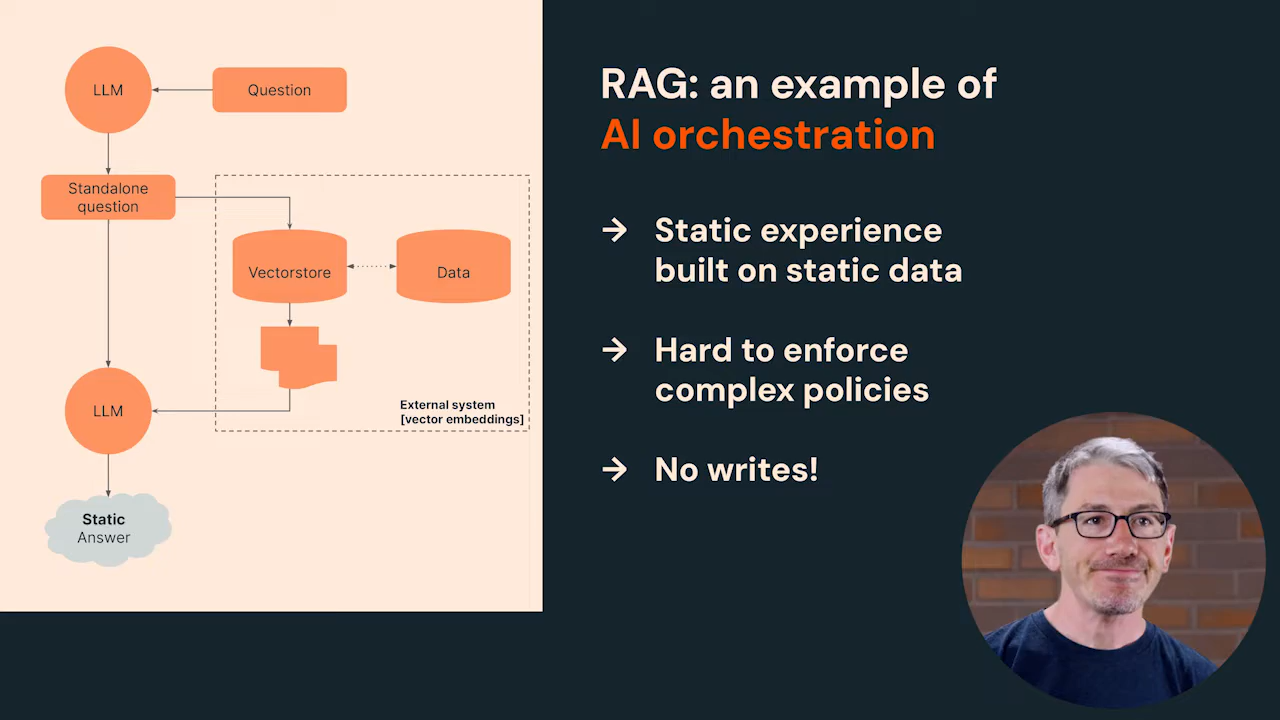 LLM
Question
Standalone
question
Vectorstore
Data
External system
[vector embeddings]
LLM
Static
Answer
RAG: an example of
AI orchestration
→ Static experience
built on static data
→ Hard to enforce
complex policies
→ No writes!